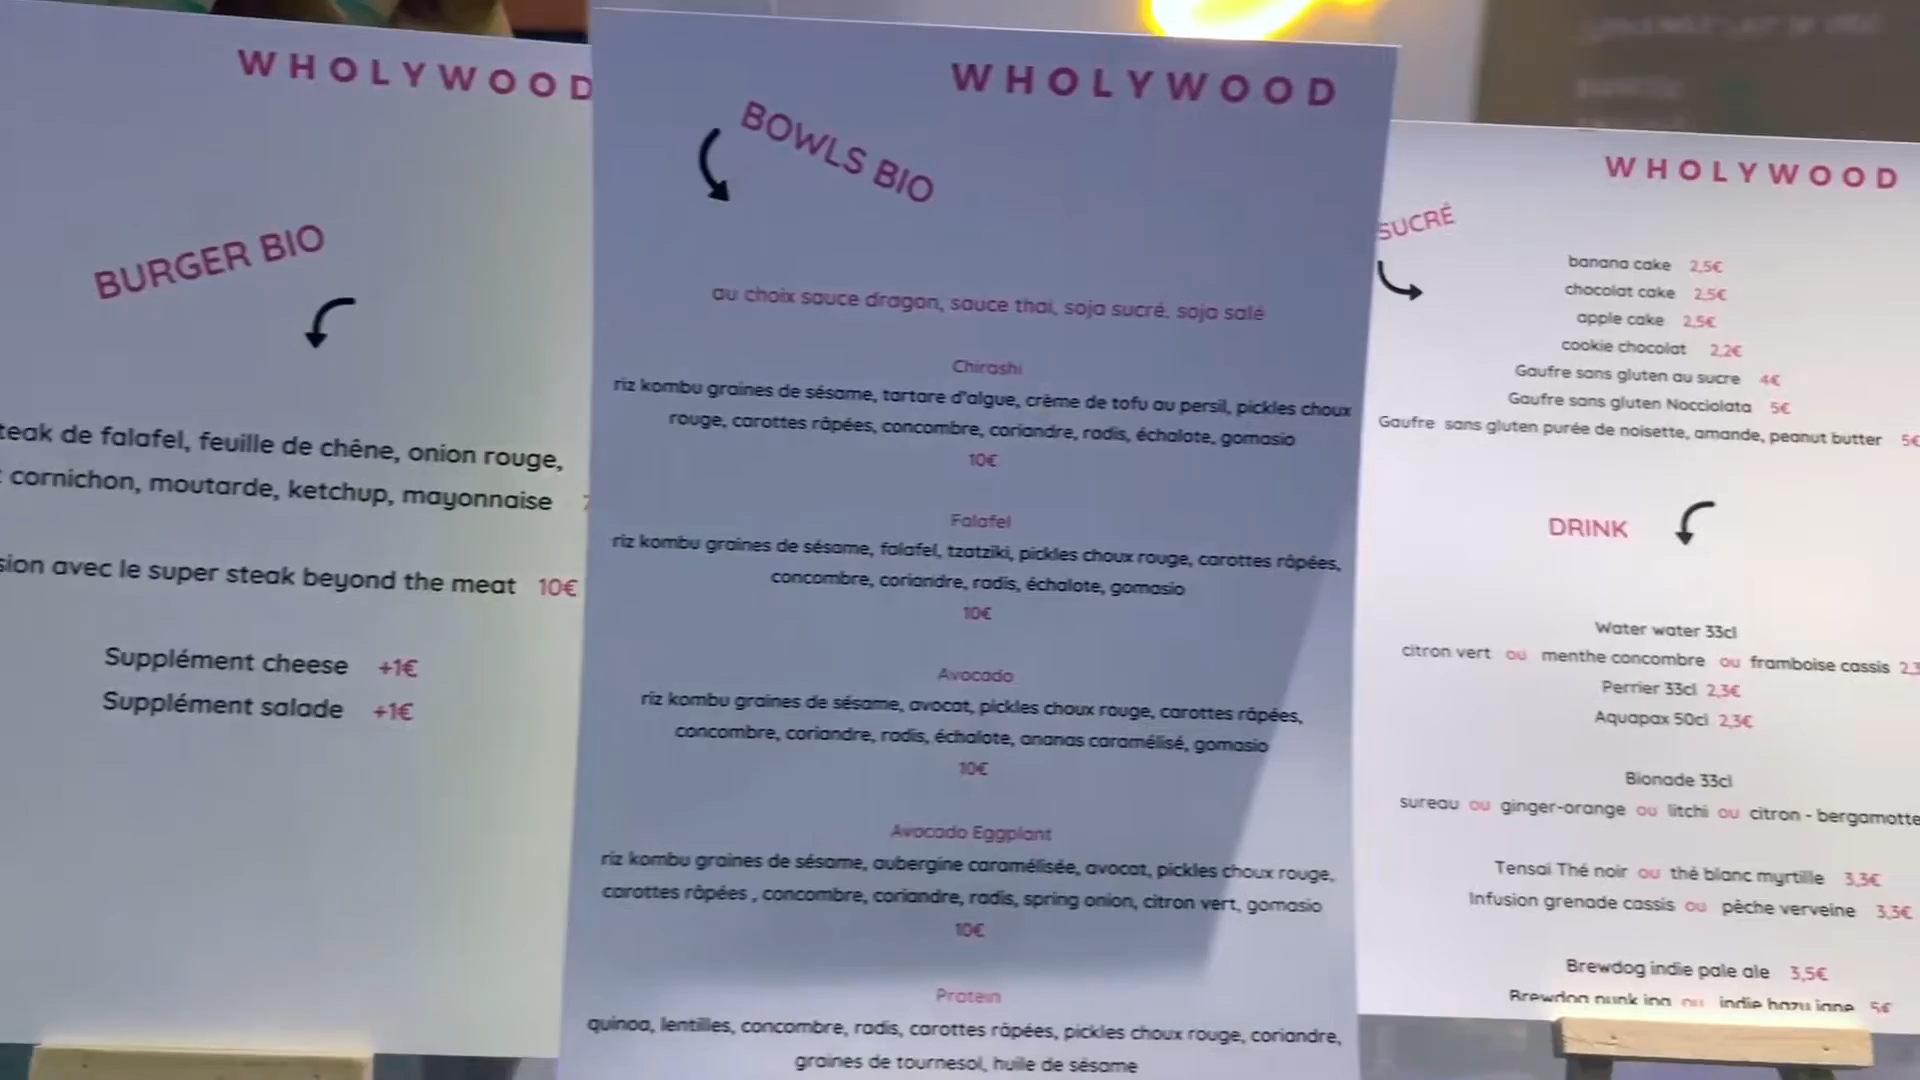 WHOLYWOOD
BURGER BIO
de falafel, feuille de chêne, onion rouge,
cornichon, moutarde, ketchup, mayonnaise
avec le super steak beyond the meat 10€
Supplément cheese +1€
Supplément salade +1€
WHOLYWOOD
BOWLS BIO
au choix sauce dragon, sauce thai, soja sucré, soja salé
Chirashi
riz kombu graines de sésame, tartare d'algue, crème de tofu au persil, pickles choux
rouge, carottes râpées, concombre, coriandre, radis, échalote, gomasio
10€
Falafel
riz kombu graines de sésame, falafel, tzatziki, pickles choux rouge, carottes râpées,
concombre, coriandre, radis, échalote, gomasio
10€
Avocado
riz kombu graines de sésame, avocat, pickles choux rouge, carottes râpées,
concombre, coriandre, radis, échalote, ananas caramélisé, gomasio
10€
Avocado Eggplant
riz kombu graines de sésame, aubergine caramélisée, avocat, pickles choux rouge,
carottes râpées , concombre, coriandre, radis, spring onion, citron vert, gomasio
10€
Protein
quinoa, lentilles, concombre, radis, carottes râpées, pickles choux rouge, coriandre,
graines de tournesol, huile de sésame
WHOLYWOOD
SUCRÉ
banana cake 2,5€
chocolat cake 2,5€
apple cake 2,5€
cookie chocolat 2,2€
Gaufre sans gluten au sucre 4€
Gaufre sans gluten Nocciolata 5€
Gaufre sans gluten purée de noisette, amande, peanut butter 5€
DRINK
Water water 33cl
citron vert ou menthe concombre ou framboise cassis
Perrier 33cl 2,3€
Aquapax 50cl 2,3€
Bionade 33cl
sureau ou ginger-orange ou litchi ou citron - bergamotte
Tensai Thé noir ou thé blanc myrtille 3,3€
Infusion grenade cassis ou pêche verveine 3,3€
Brewdog indie pale ale 3,5€
Brewdog punk ipa ou indie hazy 5€